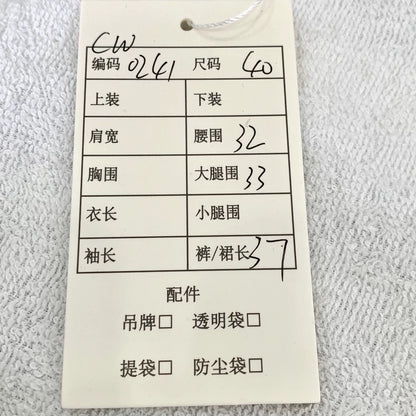 CW
编码 0241 尺码 40
上装 下装
肩宽 腰围 32
胸围 大腿围 33
衣长 小腿围
袖长 裤/裙长 37
配件
吊牌□ 透明袋□
提袋□ 防尘袋□